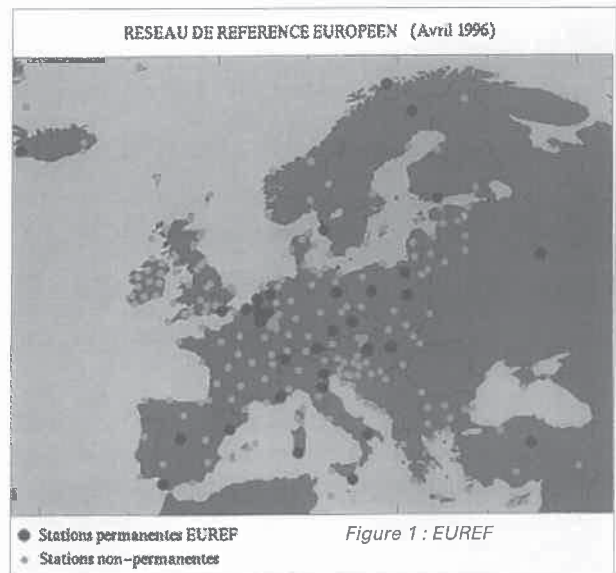 RESEAU DE REFERENCE EUROPEEN (Avril 1996)
● Stations permanentes EUREF
Figure 1 : EUREF
● Stations non-permanentes